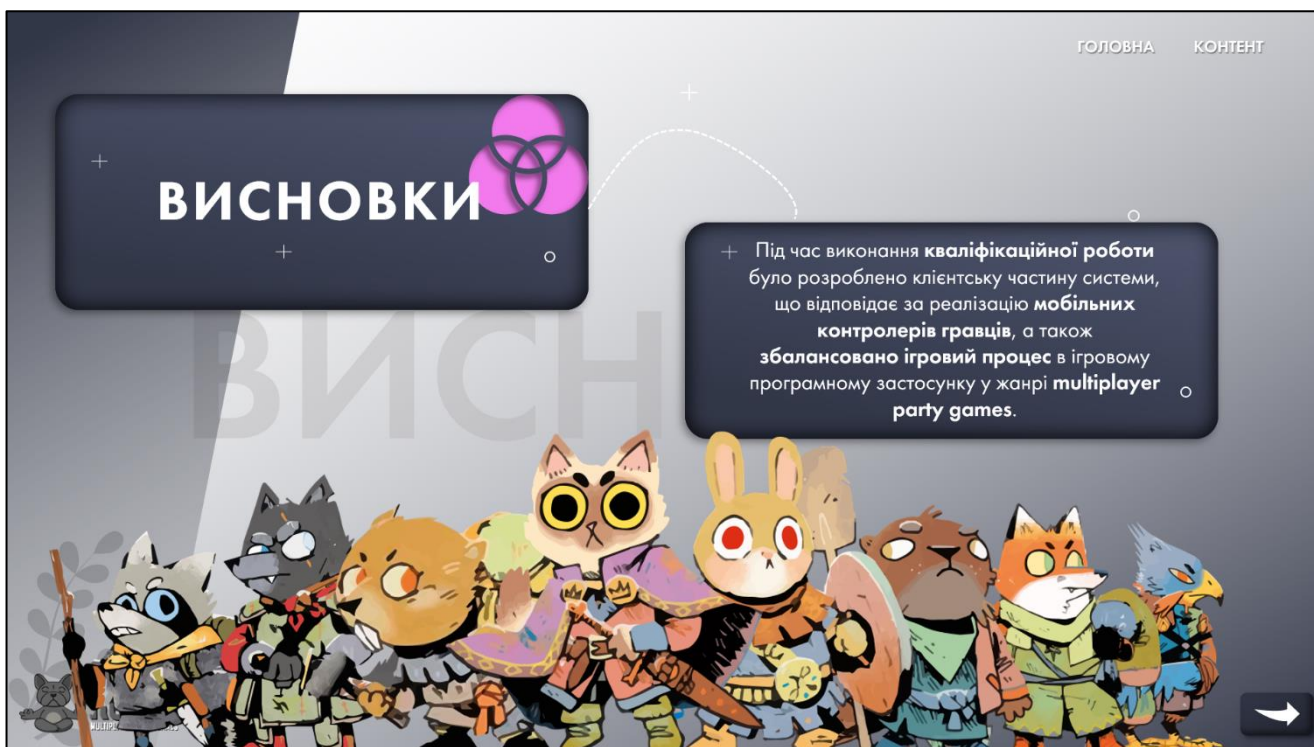 ГОЛОВНА КОНТЕНТ
ВИСНОВКИ
Під час виконання кваліфікаційної роботи
було розроблено клієнтську частину системи,
що відповідає за реалізацію мобільних
контролерів гравців, а також
збалансовано ігровий процес в ігровому
програмному застосунку у жанрі multiplayer
party games.
ВИСН